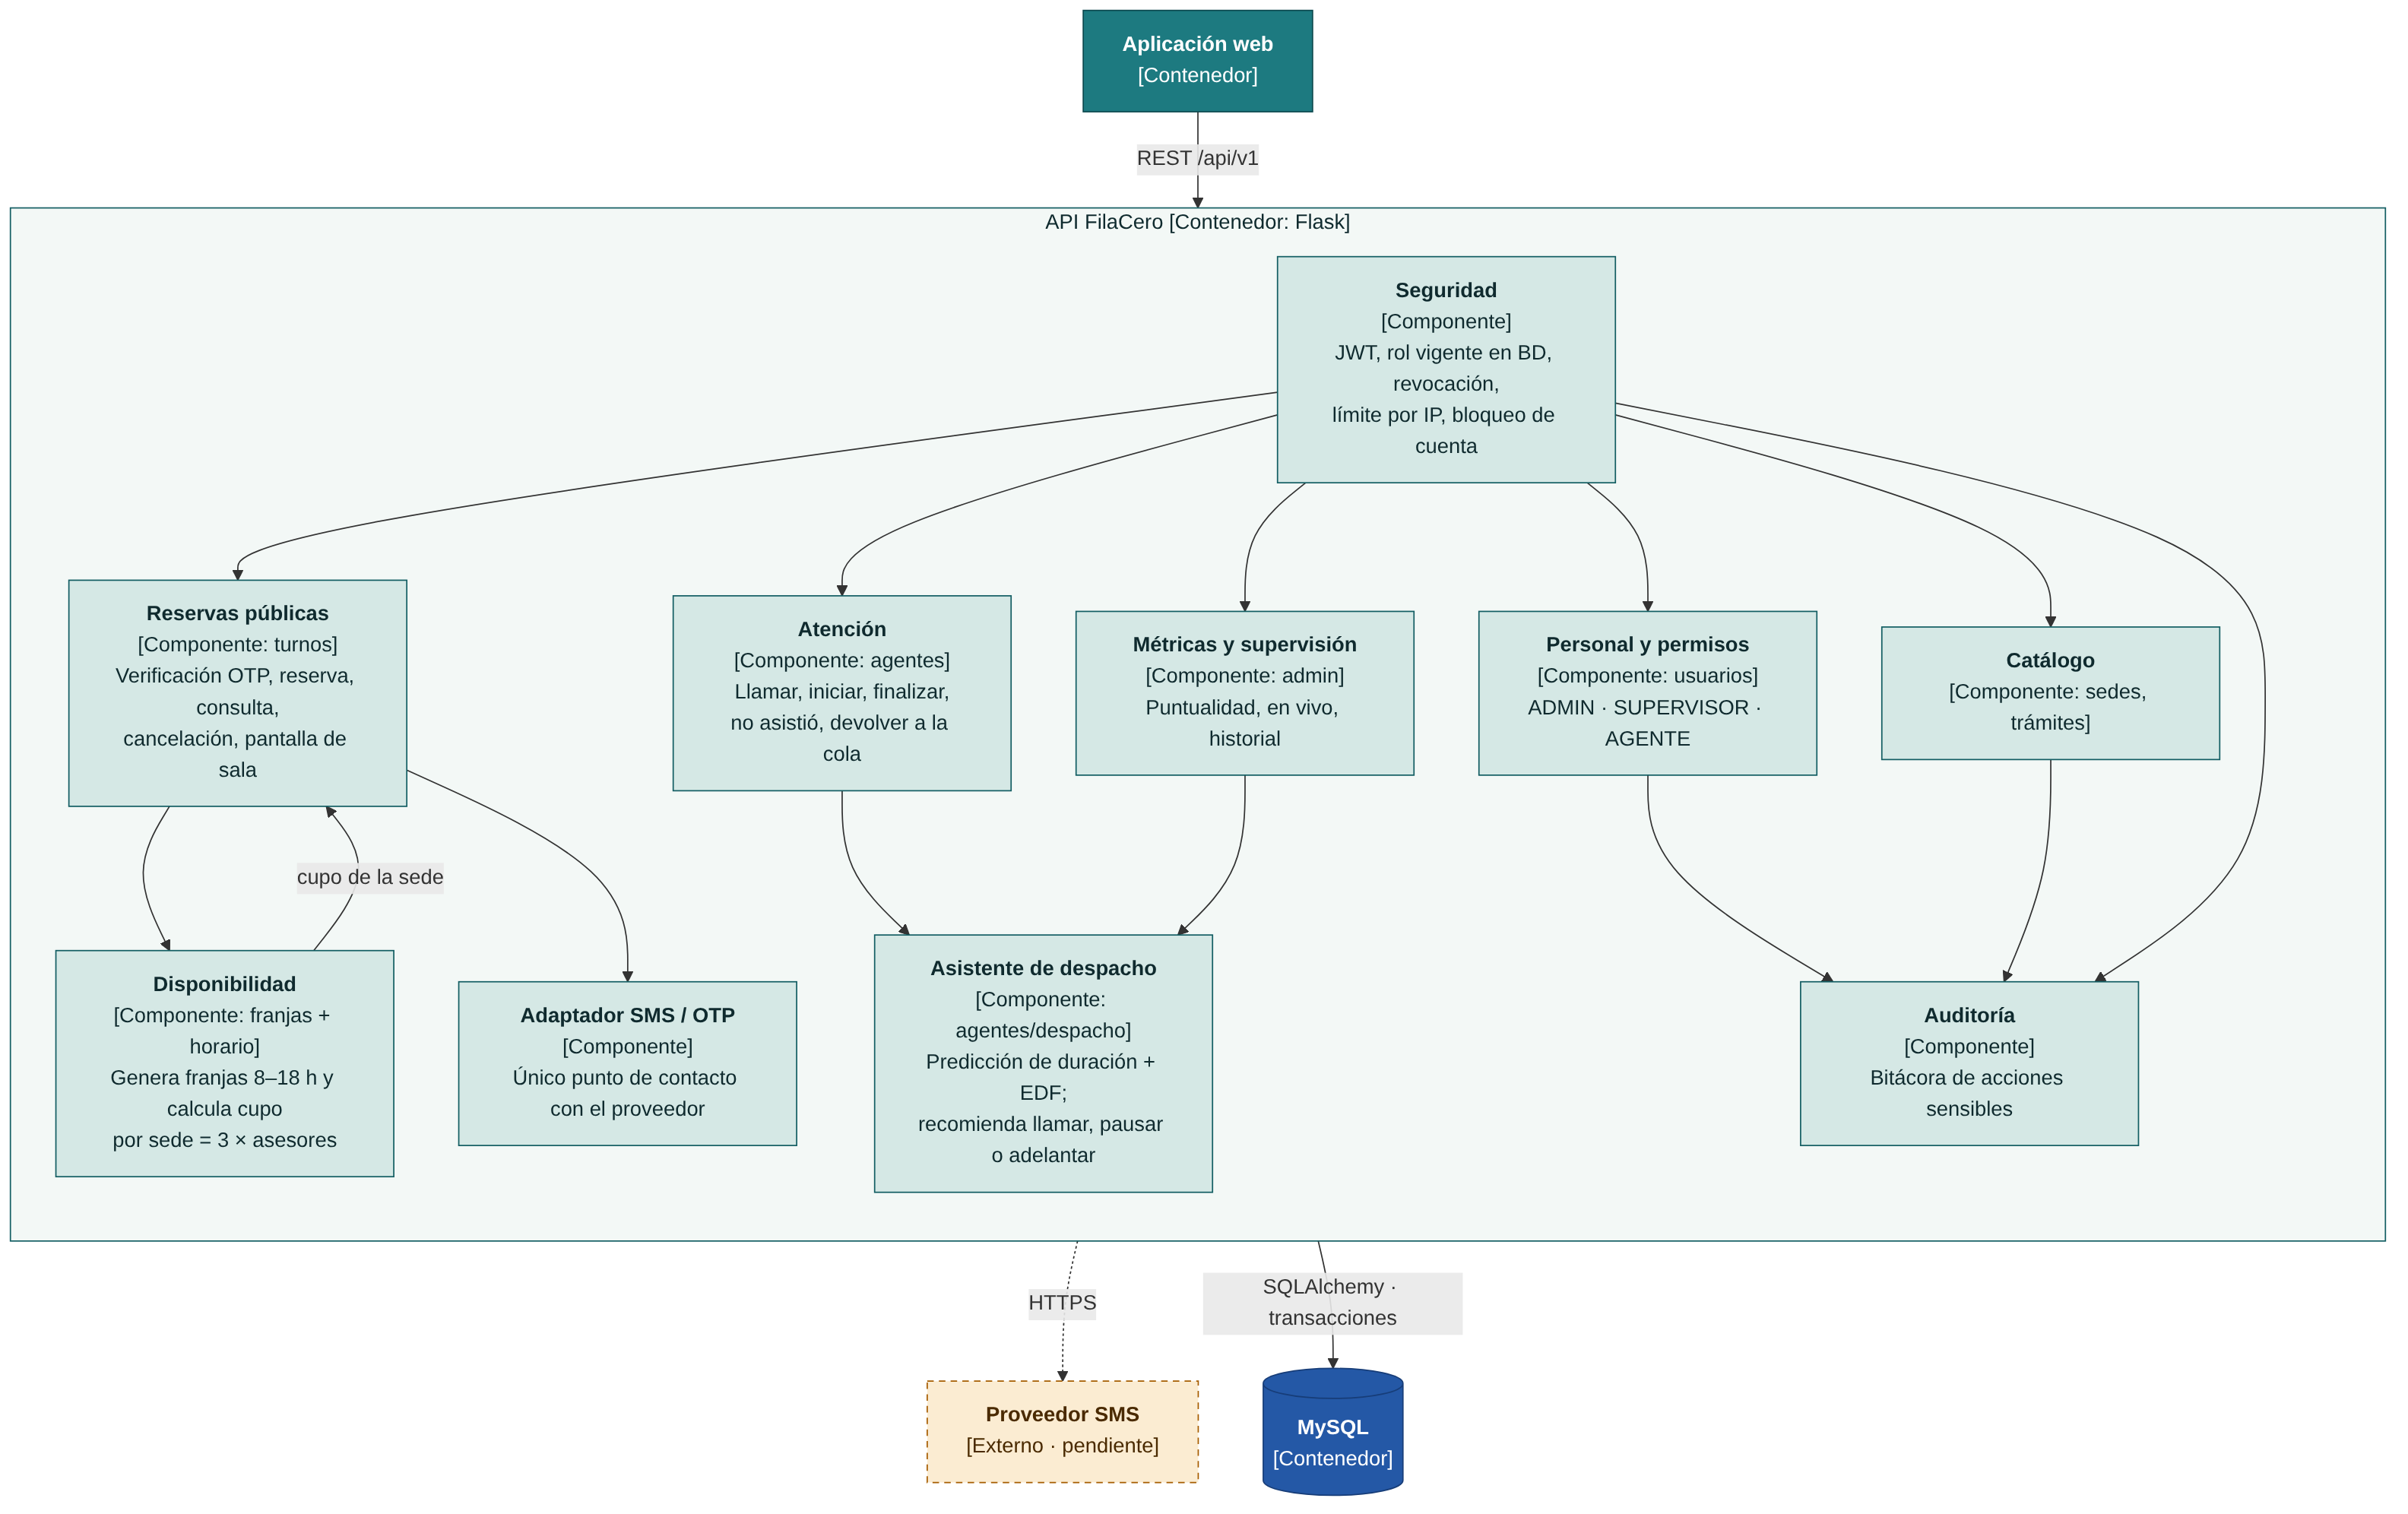 Aplicación web
[Contenedor]
REST /api/v1
API FilaCero [Contenedor: Flask]
Seguridad
[Componente]
JWT, rol vigente en BD,
revocación,
límite por IP, bloqueo de
cuenta
Reservas públicas
[Componente: turnos]
Verificación OTP, reserva,
consulta,
cancelación, pantalla de
sala
Atención
[Componente: agentes]
Llamar, iniciar, finalizar,
no asistió, devolver a la
cola
Métricas y supervisión
[Componente: admin]
Puntualidad, en vivo,
historial
Personal y permisos
[Componente: usuarios]
ADMIN · SUPERVISOR ·
AGENTE
Catálogo
[Componente: sedes,
trámites]
cupo de la sede
Disponibilidad
[Componente: franjas +
horario]
Genera franjas 8–18 h y
calcula cupo
por sede = 3 × asesores
Adaptador SMS / OTP
[Componente]
Único punto de contacto
con el proveedor
Asistente de despacho
[Componente:
agentes/despacho]
Predicción de duración +
EDF;
recomienda llamar, pausar
o adelantar
Auditoría
[Componente]
Bitácora de acciones
sensibles
HTTPS
SQLAlchemy ·
transacciones
Proveedor SMS
[Externo · pendiente]
MySQL
[Contenedor]